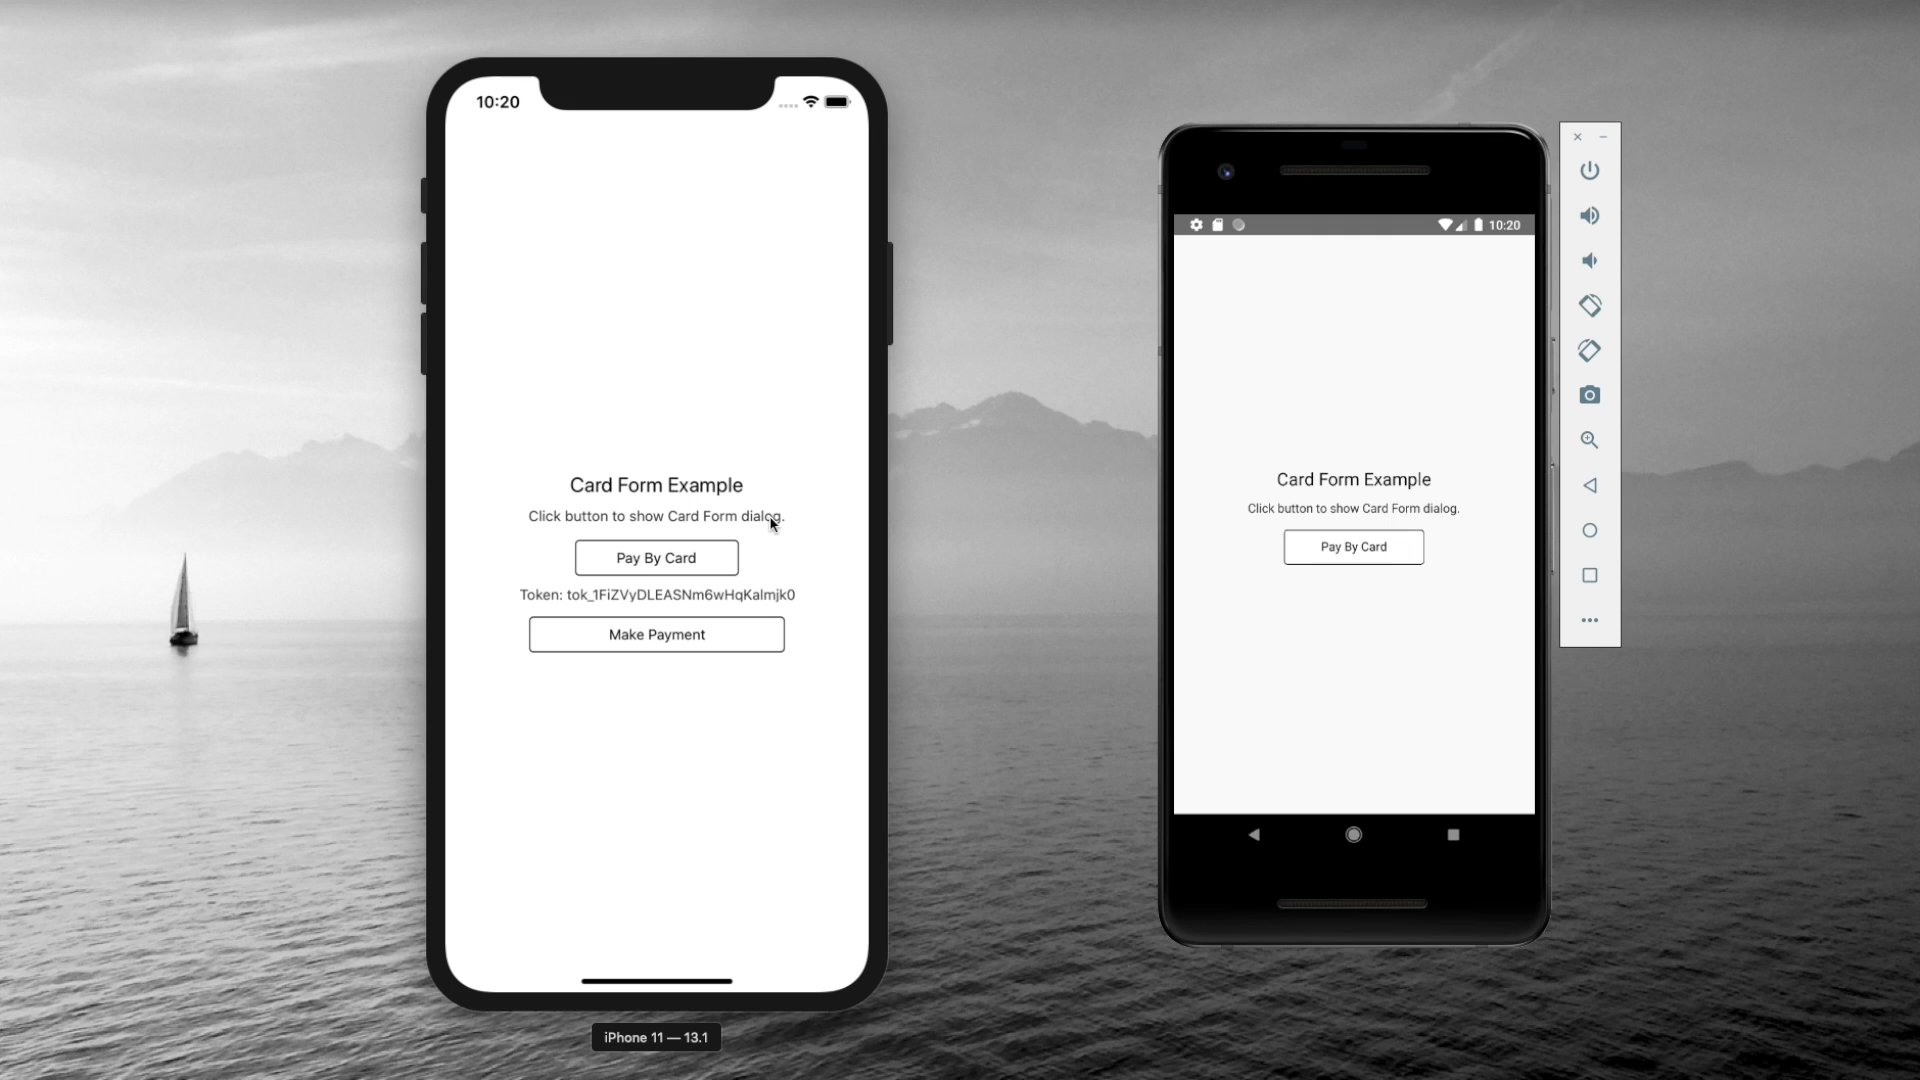 10:20
Card Form Example
Click button to show Card Form dialog.
Pay By Card
Token: tok_1FiZVyDLEASNm6wHqKalmjk0
Make Payment
iPhone 11 — 13.1
10:20
Card Form Example
Click button to show Card Form dialog.
Pay By Card